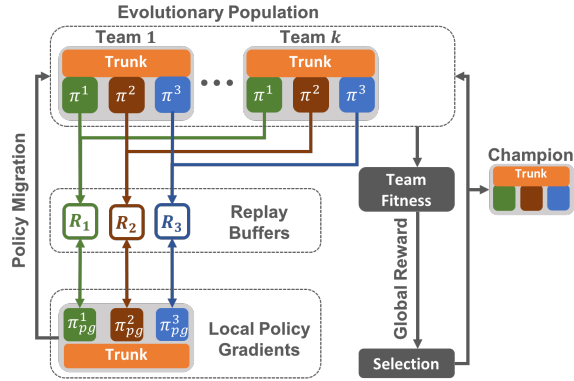 Evolutionary Population
Team 1
Team k
Trunk
Trunk
π¹ π² π³
•••
π¹ π² π³
Policy Migration
Team
Fitness
Champion
Trunk
R₁ R₂ R₃
Replay
Buffers
Global Reward
π¹pg π²pg π³pg
Trunk
Local Policy
Gradients
Selection